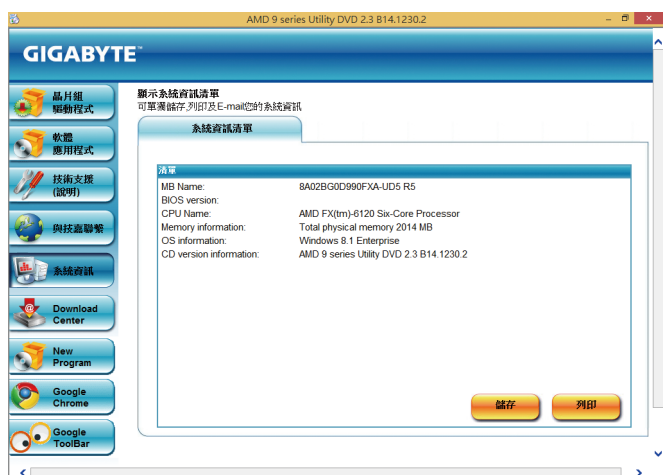 AMD 9 series Utility DVD 2.3 B14.1230.2
GIGABYTE™
晶片組
驅動程式
軟體
應用程式
技術支援
(說明)
與技嘉聯繫
系統資訊
Download
Center
New
Program
Google
Chrome
Google
ToolBar
顯示系統資訊清單
可單獨儲存,列印及E-mail您的系統資訊
系統資訊清單
清單
MB Name: 8A02BG0D990FXA-UD5 R5
BIOS version:
CPU Name: AMD FX(tm)-6120 Six-Core Processor
Memory information: Total physical memory 2014 MB
OS information: Windows 8.1 Enterprise
CD version information: AMD 9 series Utility DVD 2.3 B14.1230.2
儲存 列印